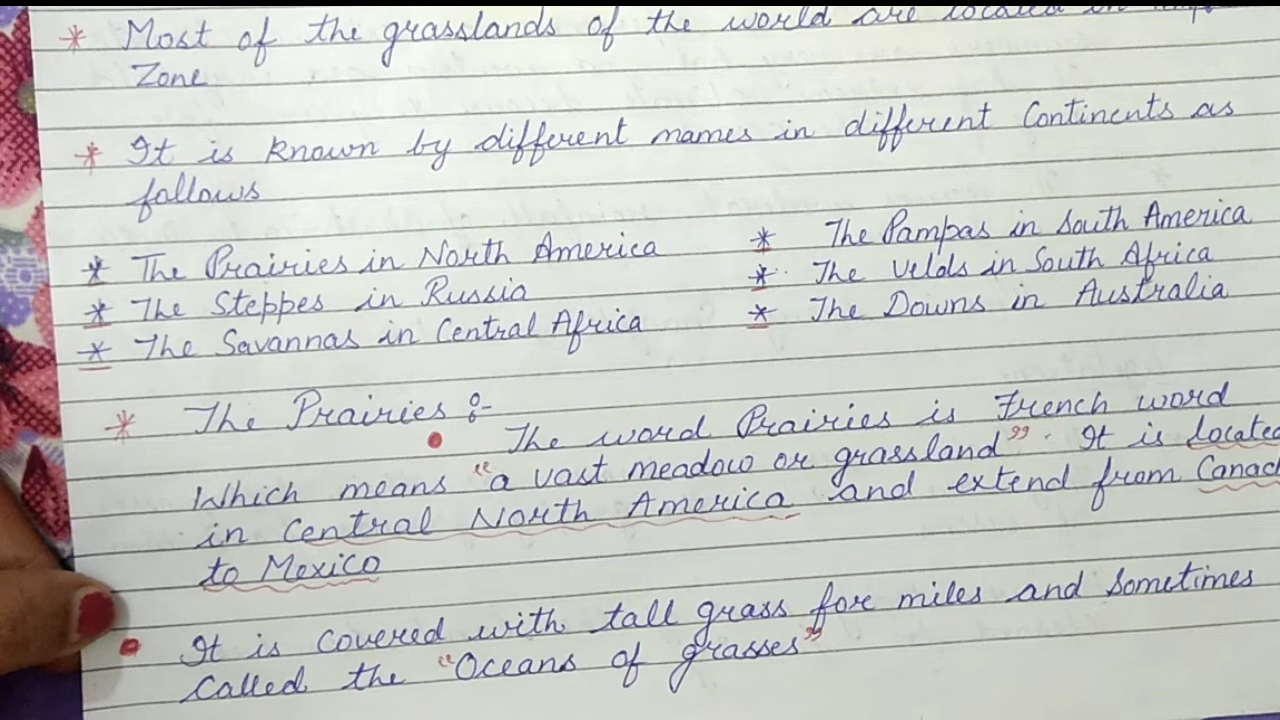 * Most of the grasslands of the world are located in
Zone
* It is known by different names in different Continents as
follows
* The Prairies in North America
* The Steppes in Russia
* The Savannas in Central Africa
* The Pampas in South America
* The Velds in South Africa
* The Downs in Australia
* The Prairies :-
The word Prairies is French word
Which means "a vast meadow or grassland". It is Locate
in Central North America and extend from Canad
to Mexico
It is covered with tall grass for miles and Sometimes
Called the "Oceans of grasses"